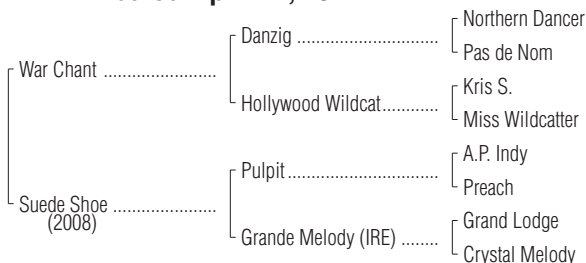 Northern Dancer
Danzig ..................................
Pas de Nom
War Chant ...........................
Kris S.
Hollywood Wildcat .............
Miss Wildcatter
A.P. Indy
Pulpit ....................................
Preach
Suede Shoe .........................
(2008)
Grand Lodge
Grande Melody (IRE) .........
Crystal Melody